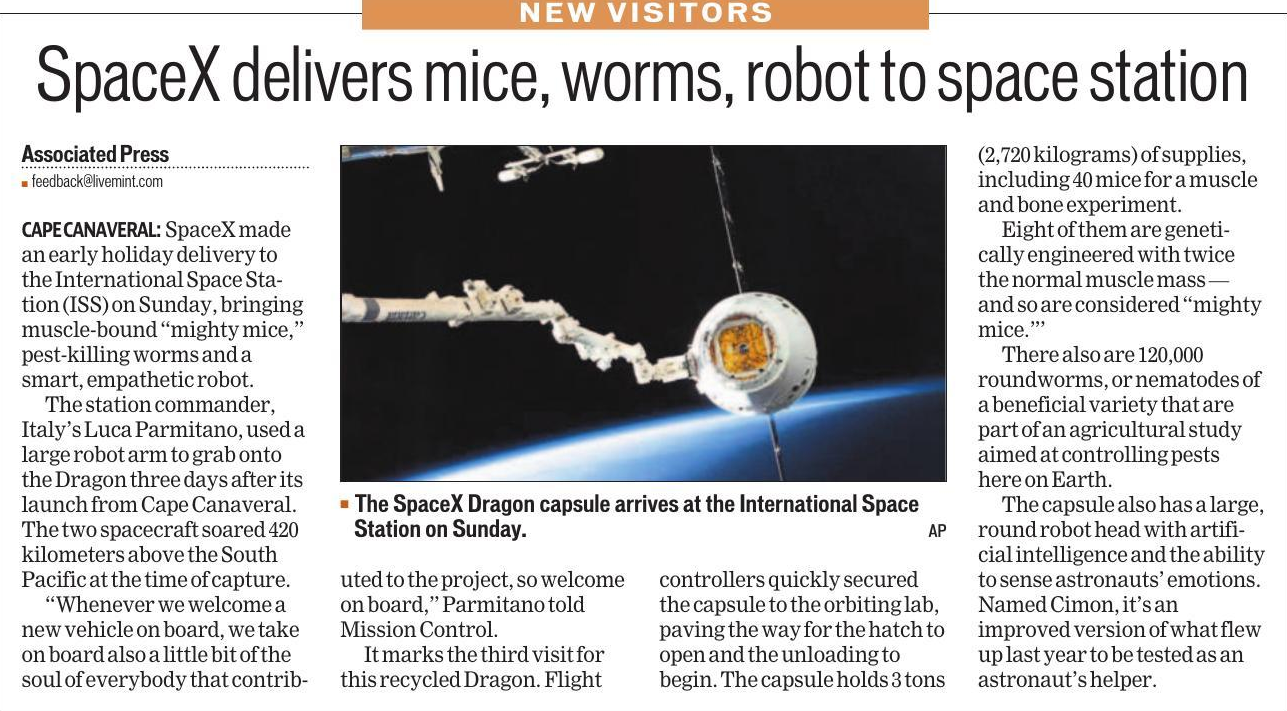 NEW VISITORS
SpaceX delivers mice, worms, robot to space station
Associated Press
feedback@livemint.com
CAPE CANAVERAL: SpaceX made
an early holiday delivery to
the International Space Sta-
tion (ISS) on Sunday, bringing
muscle-bound “mighty mice,”
pest-killing worms and a
smart, empathetic robot.
The station commander,
Italy’s Luca Parmitano, used a
large robot arm to grab onto
the Dragon three days after its
launch from Cape Canaveral.
The two spacecraft soared 420
kilometers above the South
Pacific at the time of capture.
“Whenever we welcome a
new vehicle on board, we take
on board also a little bit of the
soul of everybody that contrib-
■ The SpaceX Dragon capsule arrives at the International Space
Station on Sunday.
AP
uted to the project, so welcome
on board,” Parmitano told
Mission Control.
It marks the third visit for
this recycled Dragon. Flight
controllers quickly secured
the capsule to the orbiting lab,
paving the way for the hatch to
open and the unloading to
begin. The capsule holds 3 tons
(2,720 kilograms) of supplies,
including 40 mice for a muscle
and bone experiment.
Eight of them are geneti-
cally engineered with twice
the normal muscle mass —
and so are considered “mighty
mice.”’
There also are 120,000
roundworms, or nematodes of
a beneficial variety that are
part of an agricultural study
aimed at controlling pests
here on Earth.
The capsule also has a large,
round robot head with artifi-
cial intelligence and the ability
to sense astronauts’ emotions.
Named Cimon, it’s an
improved version of what flew
up last year to be tested as an
astronaut’s helper.